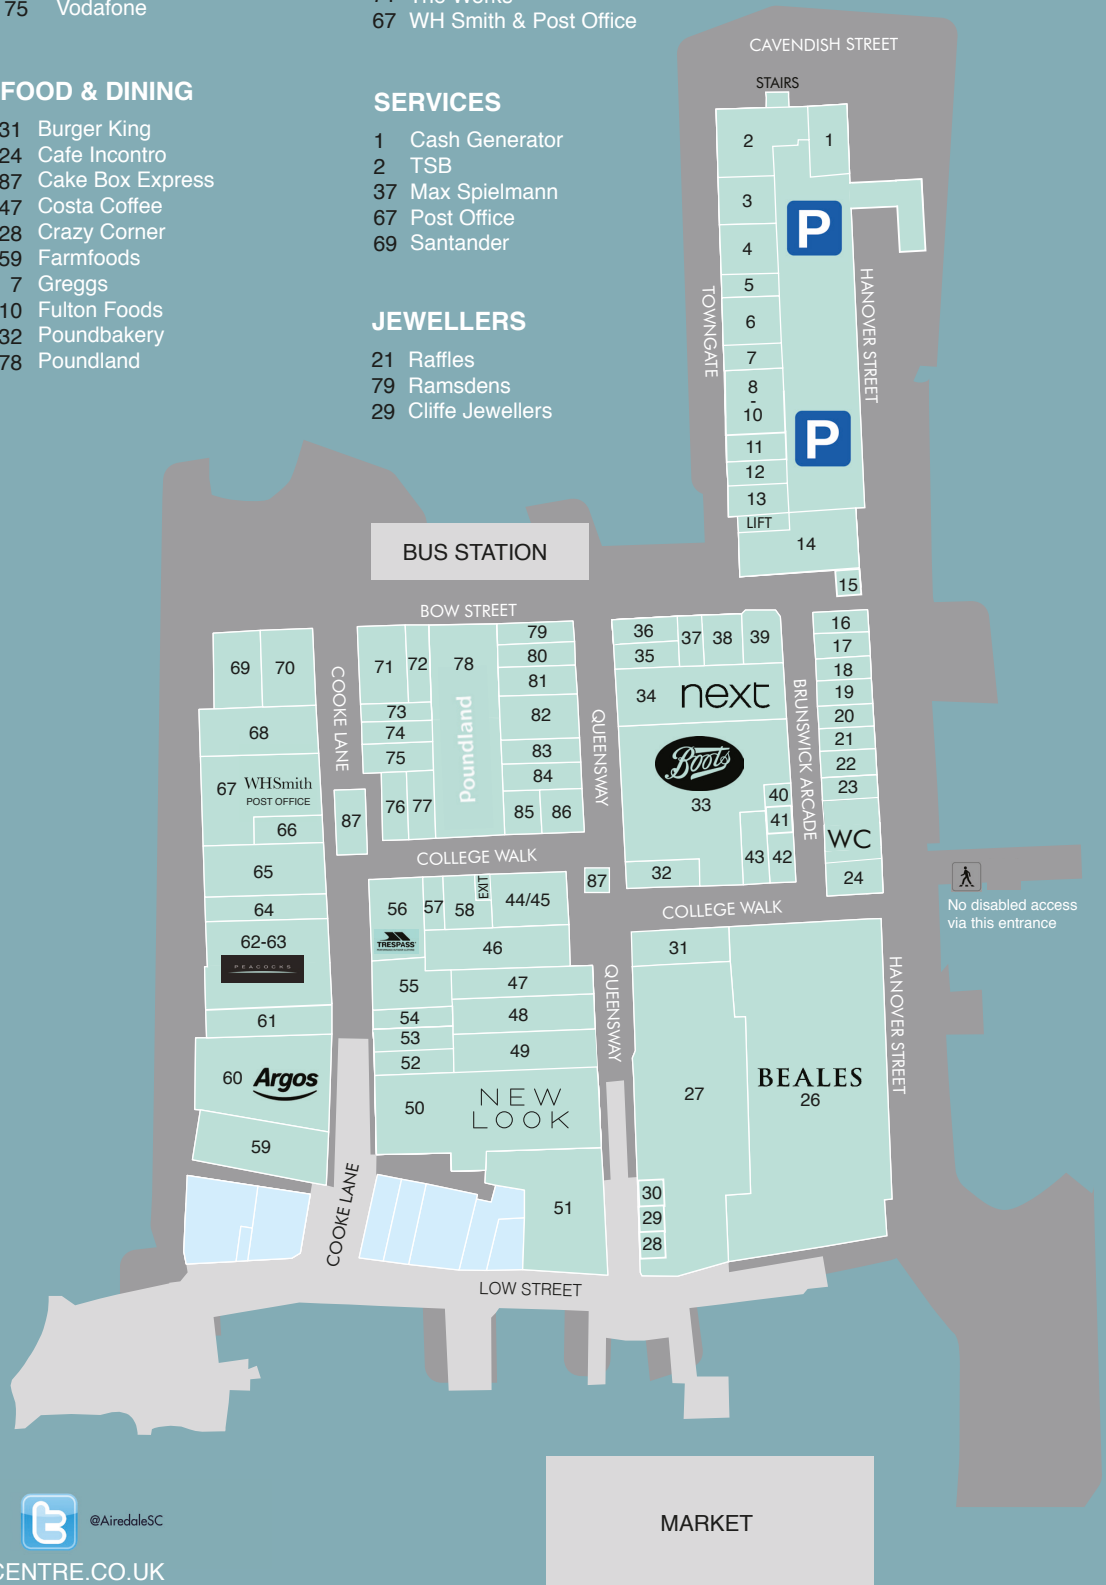 75 Vodafone
The Works
67 WH Smith & Post Office
FOOD & DINING
31 Burger King
24 Cafe Incontro
87 Cake Box Express
47 Costa Coffee
28 Crazy Corner
59 Farmfoods
7 Greggs
10 Fulton Foods
32 Poundbakery
78 Poundland
SERVICES
1 Cash Generator
2 TSB
37 Max Spielmann
67 Post Office
69 Santander
JEWELLERS
21 Raffles
79 Ramsdens
29 Cliffe Jewellers
CAVENDISH STREET
STAIRS
1
2
3
P
4
5
6
7
8
-
10
P
11
12
13
LIFT
14
15
TOWNGATE
HANOVER STREET
BUS STATION
BOW STREET
69
70
68
67 WHSmith
POST OFFICE
66
65
64
62-63
PEACOCKS
61
60 Argos
59
COOKE LANE
87
71
72
73
74
75
76
77
78
Poundland
79
80
81
82
83
84
85
86
QUEENSWAY
36
35
37
38
39
34 next
Boots
33
40
41
43
42
32
BRUNSWICK ARCADE
16
17
18
19
20
21
22
23
WC
24
COLLEGE WALK
87
COLLEGE WALK
No disabled access
via this entrance
56
TRESPASS
57
58
EXIT
44/45
46
55
47
54
48
53
49
52
50
NEW
LOOK
51
QUEENSWAY
31
27
BEALES
26
30
29
28
HANOVER STREET
COOKE LANE
LOW STREET
MARKET
@AiredaleSC
CENTRE.CO.UK